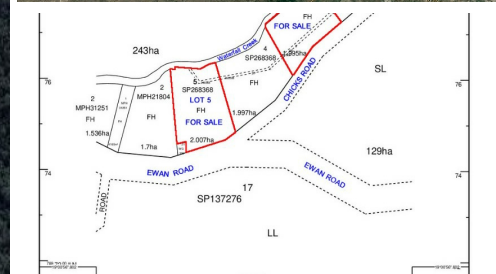 FOR SALE
FH
Waterfall Creek
243ha
4
SP268368
1.395ha
CHICKS ROAD
SL
76
76
5
SP268368
FH
LOT 5
FH
FOR SALE
1.997ha
2.007ha
2
MPH21804
FH
1.7ha
2
MPH31251
FH
1.536ha
129ha
74
74
EWAN ROAD
EWAN ROAD
17
SP137276
ROAD
LL